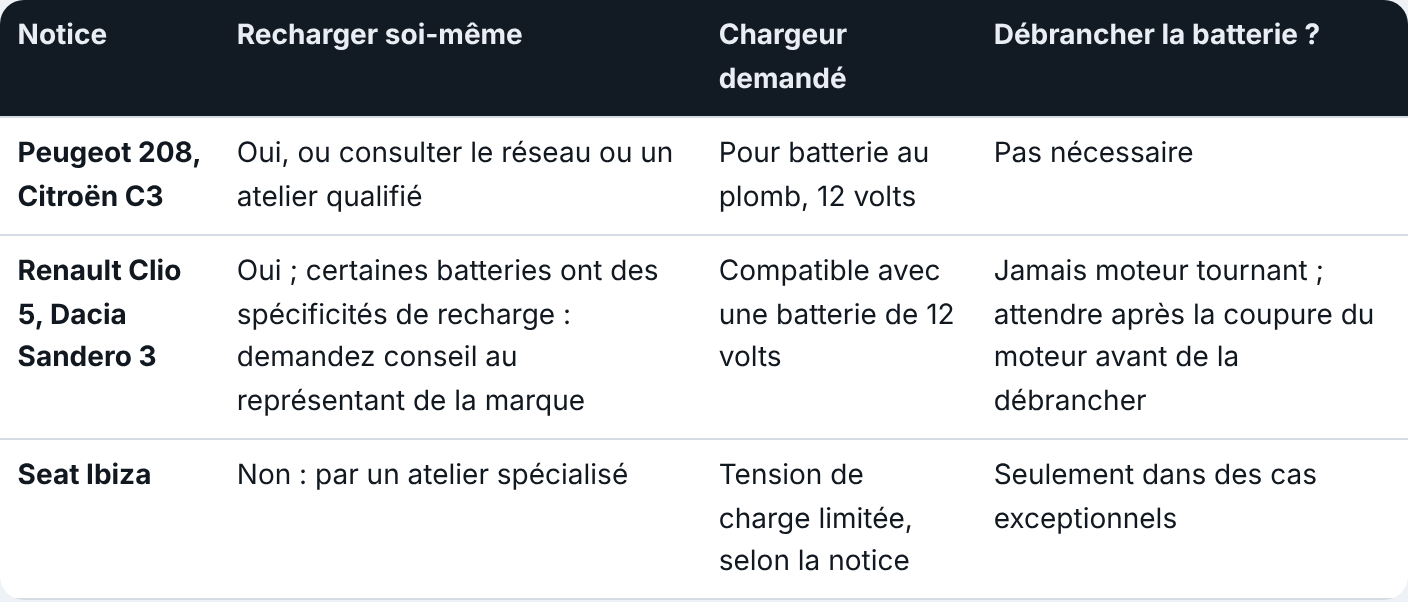 Notice
Recharger soi-même
Chargeur
demandé
Débrancher la batterie ?
Peugeot 208,
Citroën C3
Oui, ou consulter le réseau ou un
atelier qualifié
Pour batterie au
plomb, 12 volts
Pas nécessaire
Renault Clio
5, Dacia
Sandero 3
Oui ; certaines batteries ont des
spécificités de recharge :
demandez conseil au
représentant de la marque
Compatible avec
une batterie de 12
volts
Jamais moteur tournant ;
attendre après la coupure du
moteur avant de la
débrancher
Seat Ibiza
Non : par un atelier spécialisé
Tension de
charge limitée,
selon la notice
Seulement dans des cas
exceptionnels